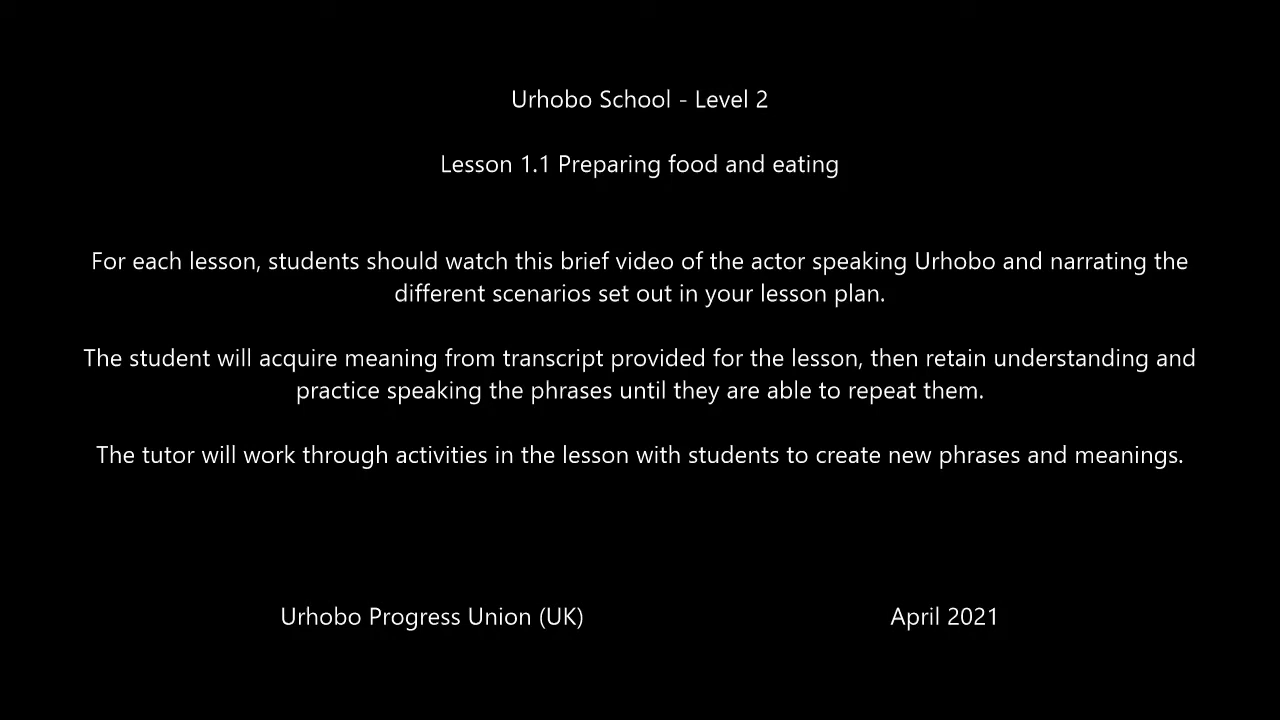 Urhobo School - Level 2
Lesson 1.1 Preparing food and eating
For each lesson, students should watch this brief video of the actor speaking Urhobo and narrating the
different scenarios set out in your lesson plan.
The student will acquire meaning from transcript provided for the lesson, then retain understanding and
practice speaking the phrases until they are able to repeat them.
The tutor will work through activities in the lesson with students to create new phrases and meanings.
Urhobo Progress Union (UK) April 2021